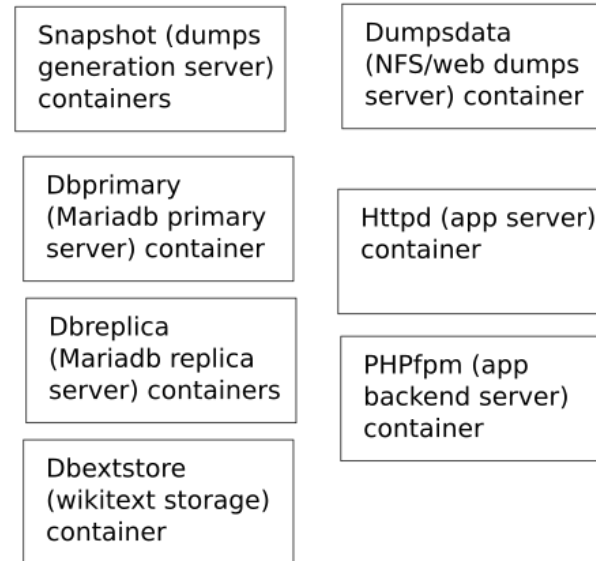 Snapshot (dumps
generation server)
containers
Dbprimary
(Mariadb primary
server) container
Dbreplica
(Mariadb replica
server) containers
Dbextstore
(wikitext storage)
container
Dumpsdata
(NFS/web dumps
server) container
Httpd (app server)
container
PHPfpm (app
backend server)
container